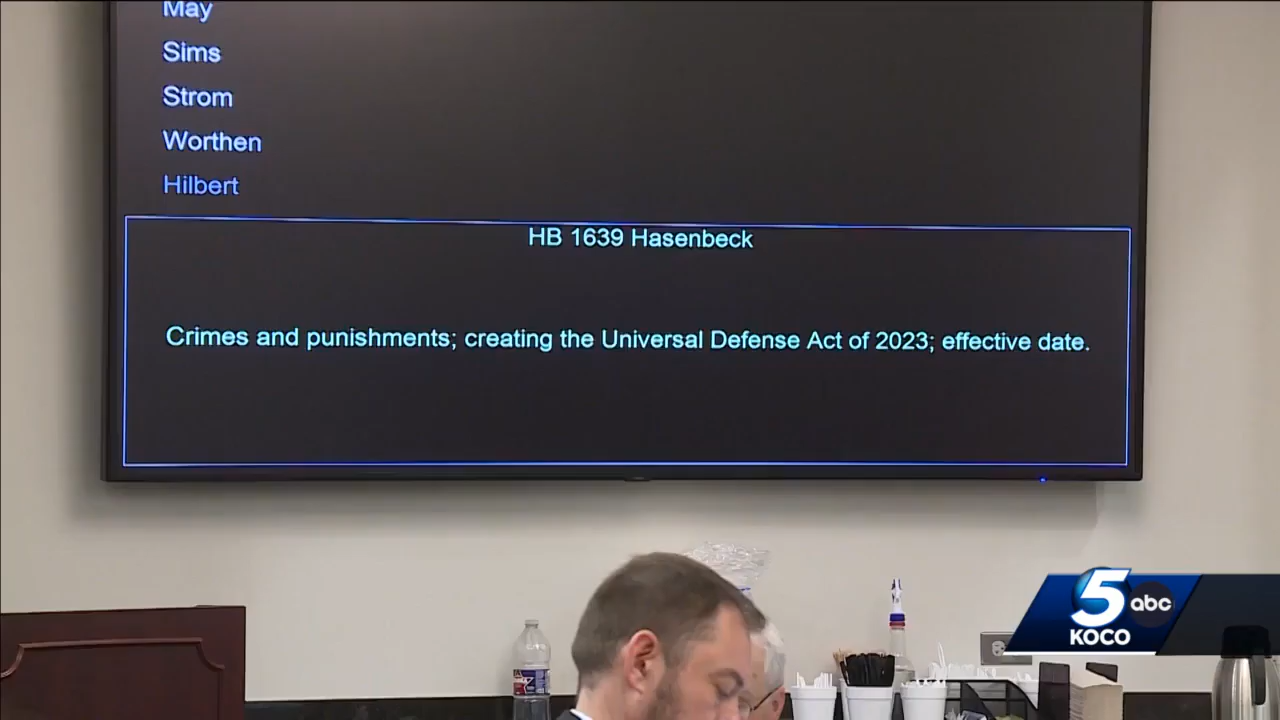 May
Sims
Strom
Worthen
Hilbert
HB 1639 Hasenbeck
Crimes and punishments; creating the Universal Defense Act of 2023; effective date.
5 abc
KOCO